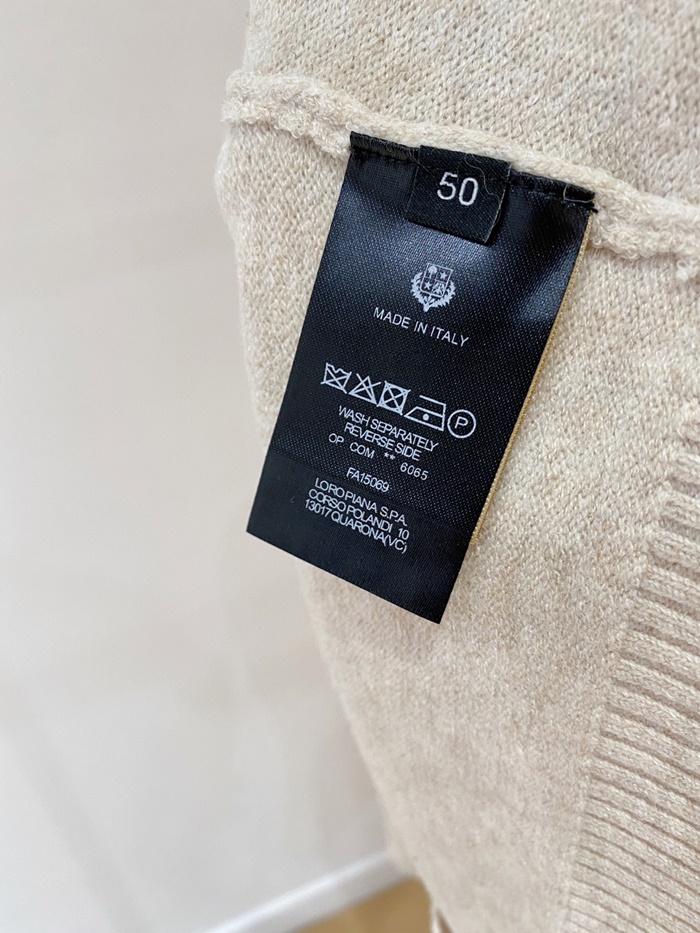 50
MADE IN ITALY
P
WASH SEPARATELY
REVERSE SIDE
OP COM ** 6065
FA15069
LORO PIANA S.P.A.
CORSO POLANDI 10
13017 QUARONA(VC)